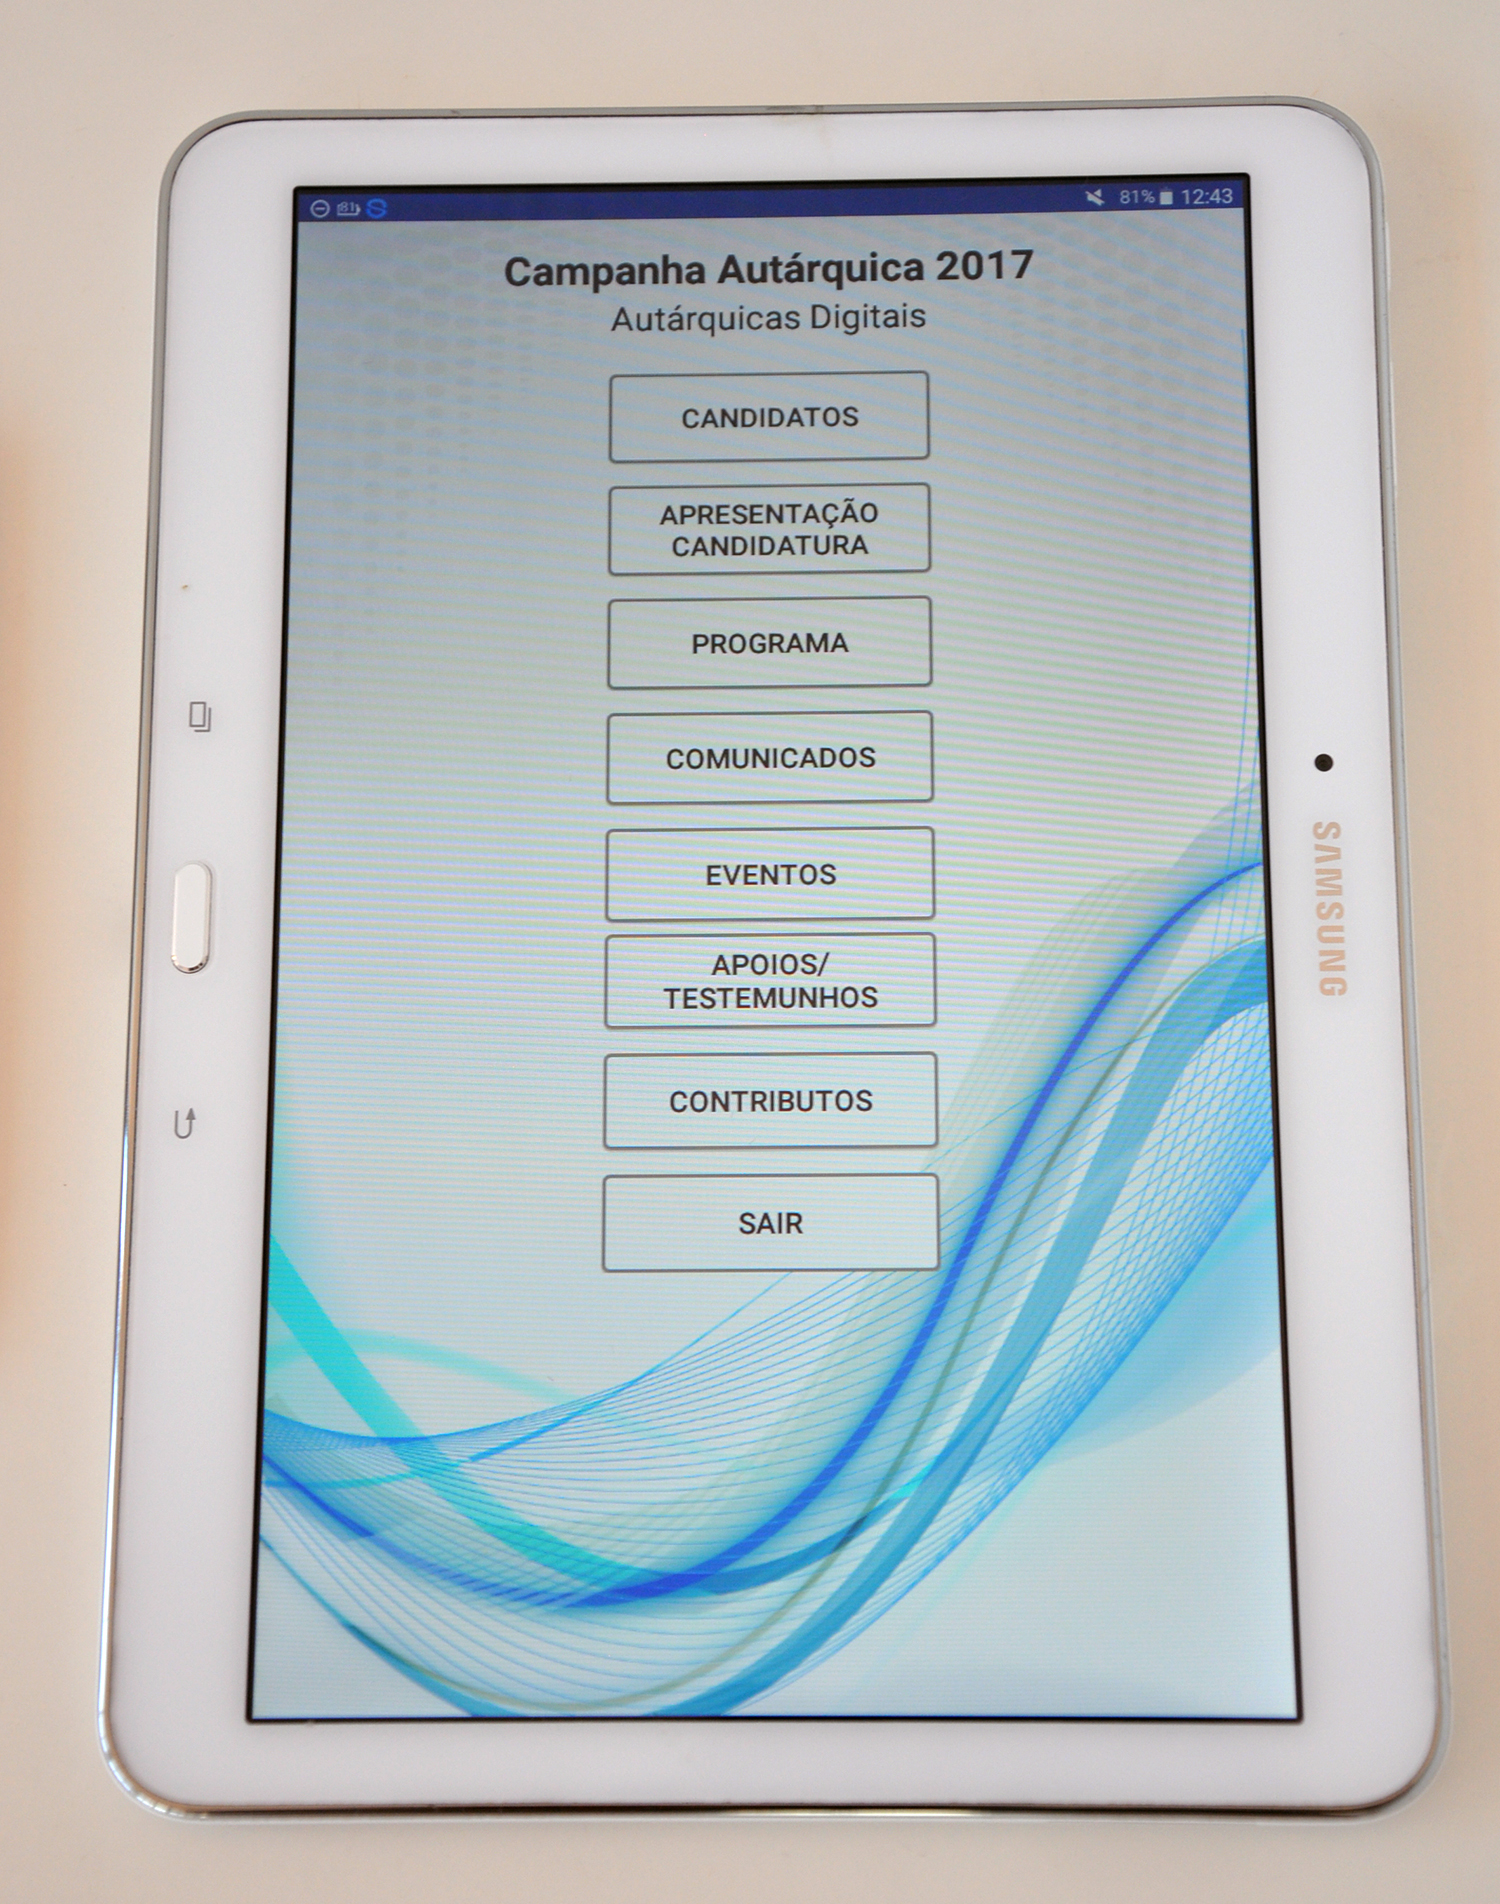 81% 12:43
Campanha Autárquica 2017
Autárquicas Digitais
CANDIDATOS
APRESENTAÇÃO
CANDIDATURA
PROGRAMA
COMUNICADOS
EVENTOS
APOIOS/
TESTEMUNHOS
CONTRIBUTOS
SAIR
SAMSUNG